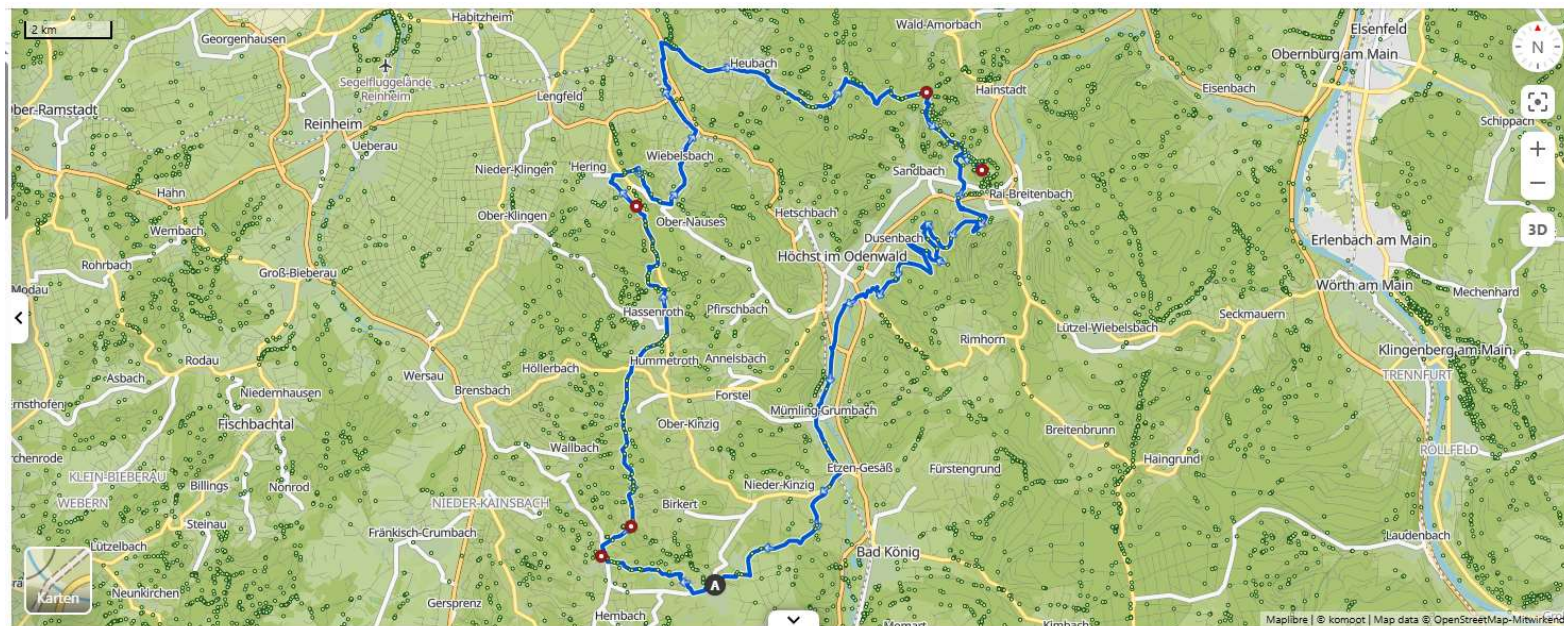 2 km
Habitzheim
Georgenhausen
Wald-Amorbach
Elsenfeld
Obernburg am Main
N
Heubach
Segelfluggelände
Reinheim
Hainstadt
Eisenbach
Lengfeld
Ober-Ramstadt
Reinheim
Ueberau
Schippach
Wiebelsbach
Hering
Nieder-Klingen
Sandbach
Rai-Breitenbach
Hahn
Ober-Klingen
Ober-Nauses
Hetschbach
Dusenbach
Wembach
Höchst im Odenwald
Erlenbach am Main
3D
Rohrbach
Groß-Bieberau
Modau
Wörth am Main
Mechenhard
Hassenroth
Pfirschbach
Seckmauern
Lützel-Wiebelsbach
Rimhorn
Klingenberg am Main
TRENNFURT
Rodau
Hummetroth
Annelsbach
Höllerbach
Wersau
Asbach
Niedernhausen
Brensbach
Forstel
Mümling-Grumbach
Fischbachtal
Ober-Kinzig
Breitenbrunn
Wallbach
Haingrund
RÖLLFELD
Etzen-Gesäß
Fürstengrund
KLEIN-BIEBERAU
Billings
Nonrod
Nieder-Kinzig
WEBERN
NIEDER-KAINSBACH
Birkert
Steinau
Fränkisch-Crumbach
Laudenbach
Lützelbach
Bad König
A
Karten
Neunkirchen
Gersprenz
Hembach
Momart
Kimbach
Maplibre | © komoot | Map data © OpenStreetMap-Mitwirkend